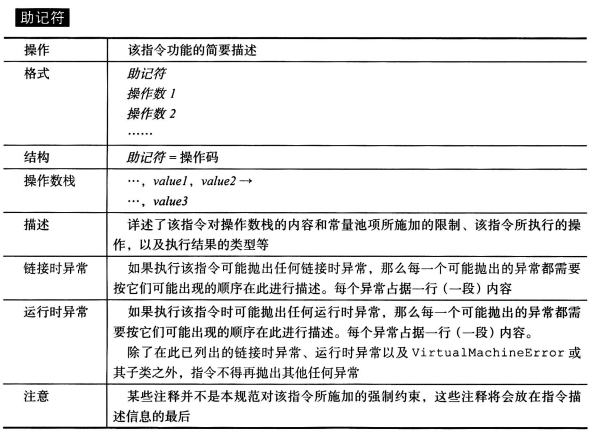 助记符
操作 该指令功能的简要描述
格式 助记符
操作数 1
操作数 2
……
结构 助记符 = 操作码
操作数栈 …，value1，value2 →
…，value3
描述 详述了该指令对操作数栈的内容和常量池项所施加的限制、该指令所执行的操
作，以及执行结果的类型等
链接时异常 如果执行该指令可能抛出任何链接时异常，那么每一个可能抛出的异常都需要
按它们可能出现的顺序在此进行描述。每个异常占据一行（一段）内容
运行时异常 如果执行该指令时可能抛出任何运行时异常，那么每一个可能抛出的异常都需
要按它们可能出现的顺序在此进行描述。每个异常占据一行（一段）内容。
除了在此已列出的链接时异常、运行时异常以及 VirtualMachineError 或
其子类之外，指令不得再抛出其他任何异常
注意 某些注释并不是本规范对该指令所施加的强制约束，这些注释将会放在指令描
述信息的最后